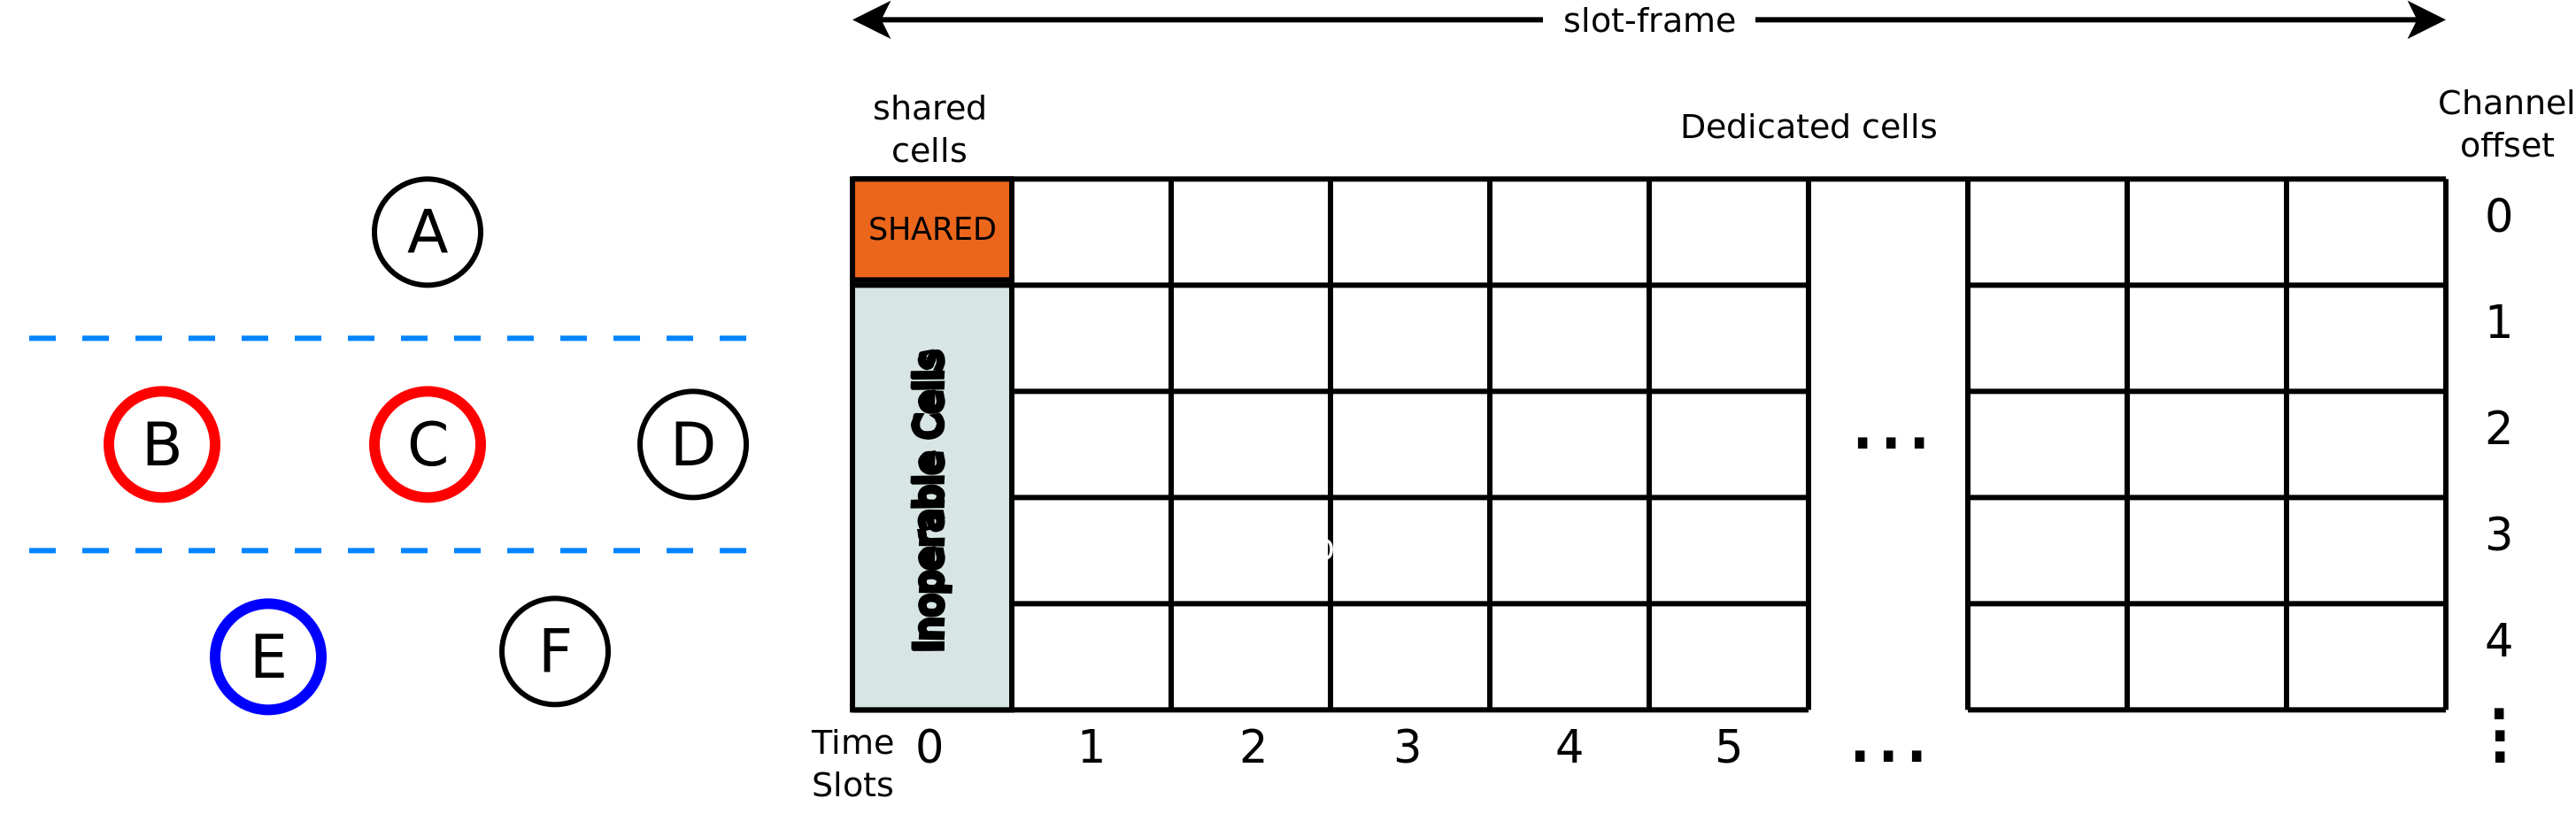 slot-frame
shared
cells
Dedicated cells
Channel
offset
A
B
C
D
E
F
SHARED
Inoperable Cells
...
0
1
2
3
4
⋮
Time
Slots
0 1 2 3 4 5 ...